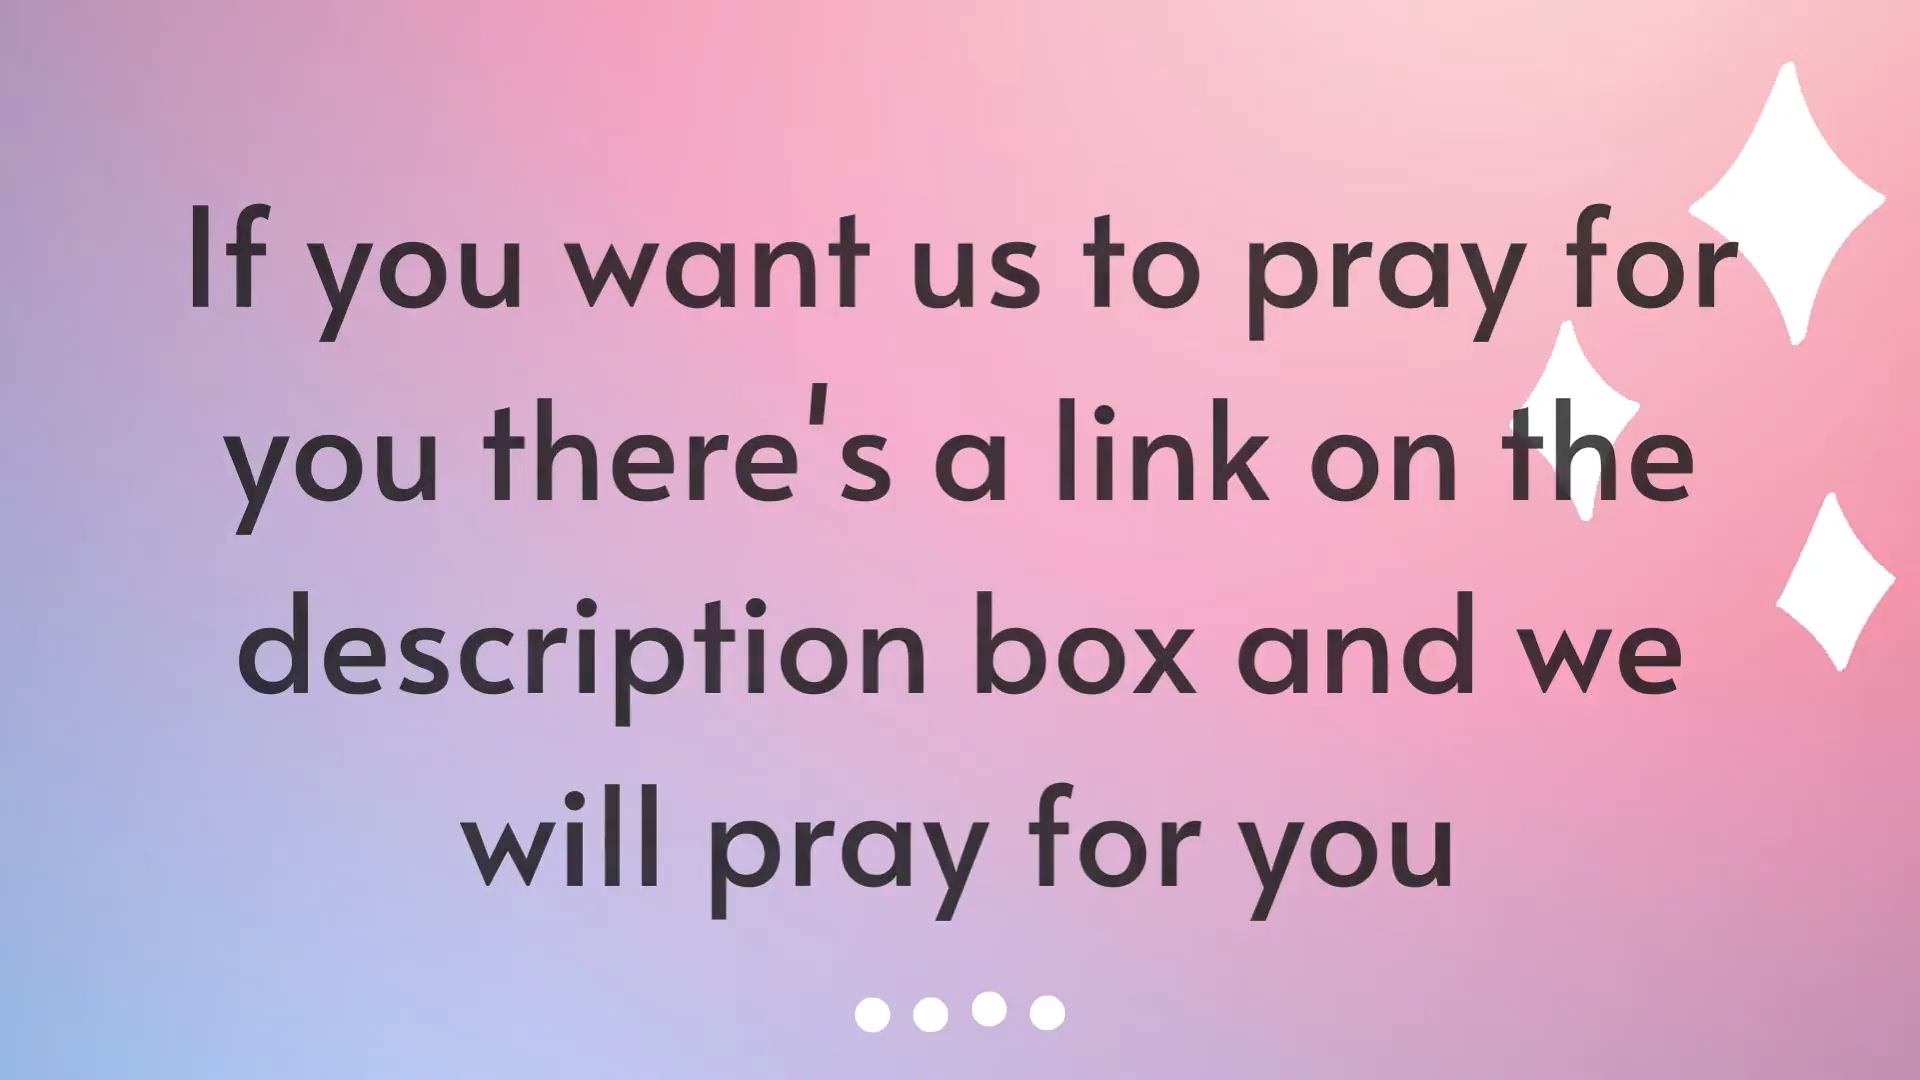 If you want us to pray for
you there's a link on the
description box and we
will pray for you